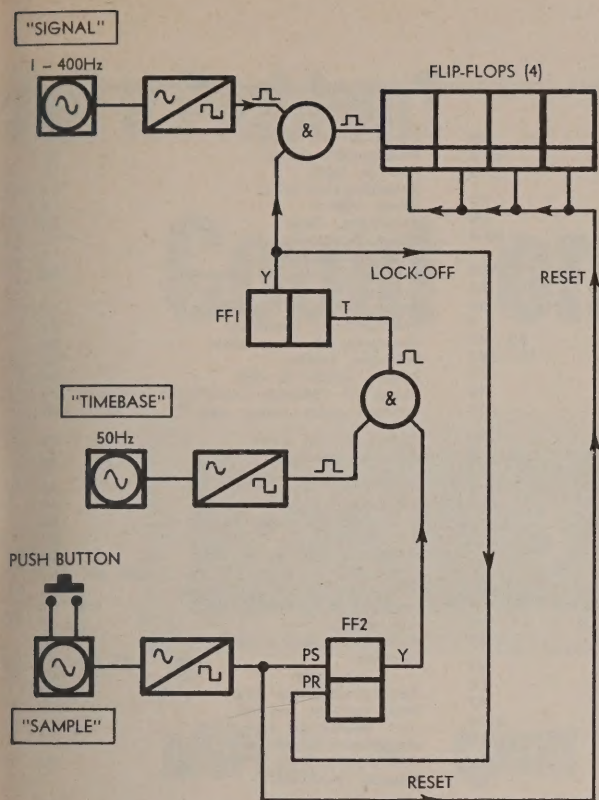 "SIGNAL"
1 – 400Hz
FLIP-FLOPS (4)
&
Y
LOCK-OFF
RESET
FF1
T
"TIMEBASE"
&
50Hz
PUSH BUTTON
FF2
PS
Y
PR
"SAMPLE"
RESET